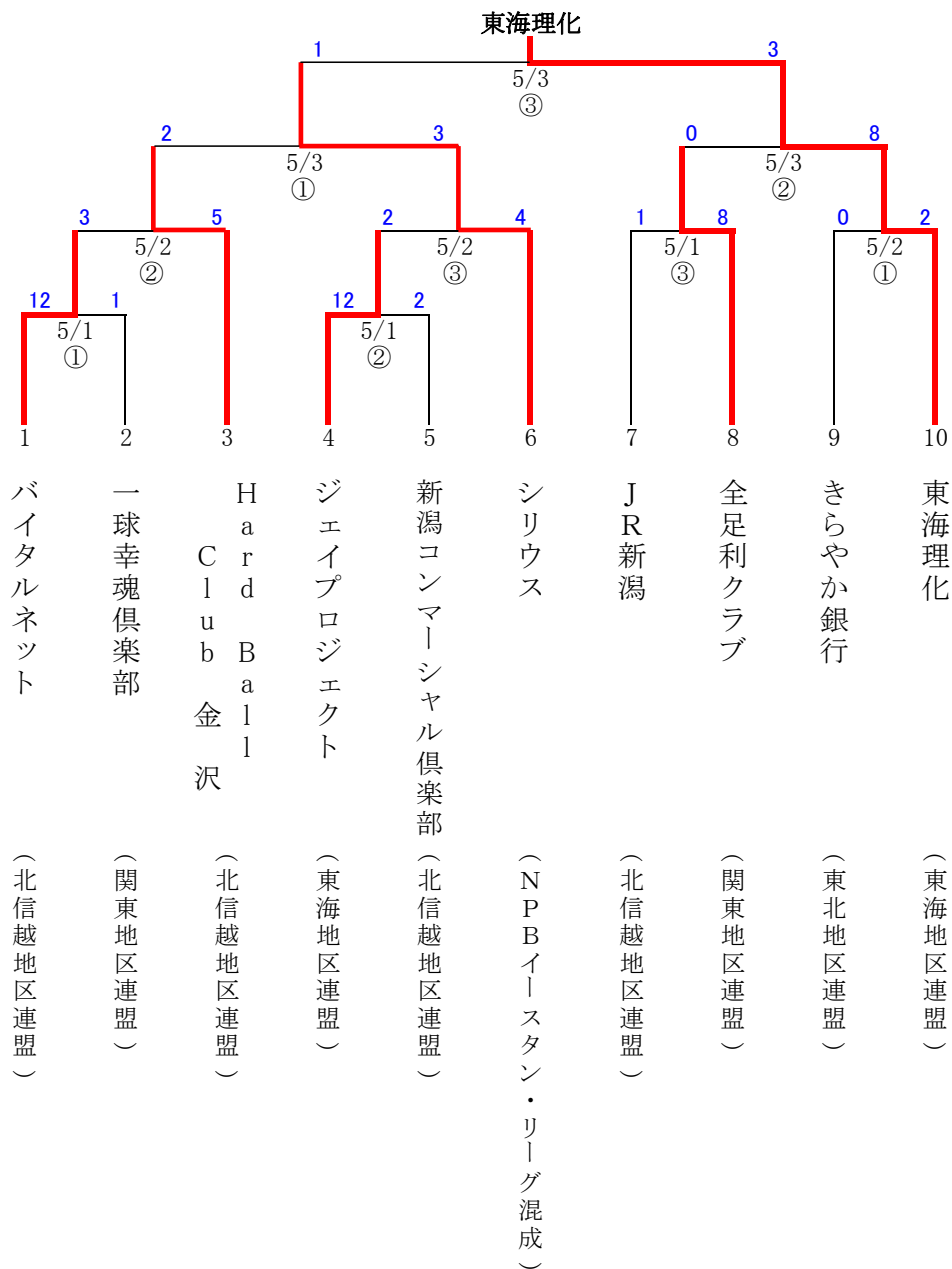 東海理化
1
3
5/3
③
2
3
0
8
5/3
①
5/3
②
3
5
2
4
1
8
0
2
5/2
②
5/2
③
5/1
③
5/2
①
12
1
12
2
5/1
①
5/1
②
1
2
3
4
5
6
7
8
9
10
バイタルネット
一球幸魂倶楽部
Hard Ball
Club 金沢
ジェイプロジェクト
新潟コンマーシャル倶楽部
シリウス
JR新潟
全足利クラブ
きらやか銀行
東海理化
（北信越地区連盟）
（関東地区連盟）
（北信越地区連盟）
（東海地区連盟）
（北信越地区連盟）
（NPBイースタン・リーグ混成）
（北信越地区連盟）
（関東地区連盟）
（東北地区連盟）
（東海地区連盟）